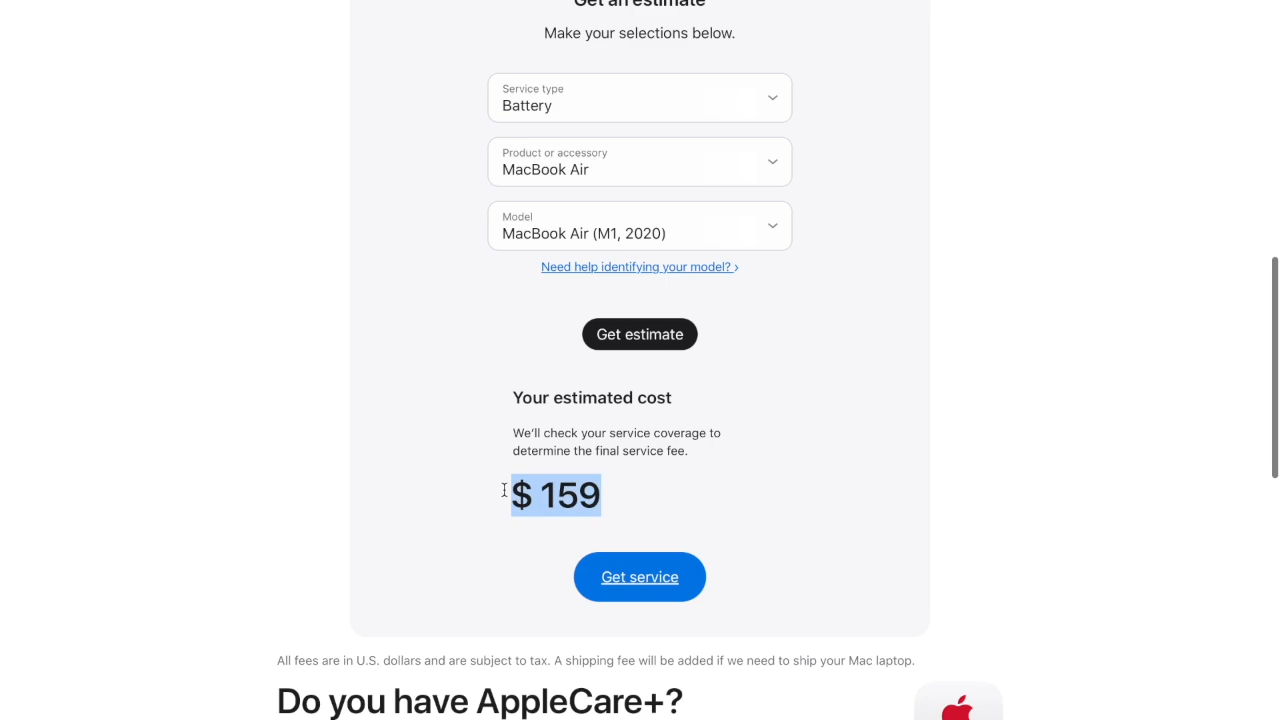 Get an estimate
Make your selections below.
Service type
Battery
Product or accessory
MacBook Air
Model
MacBook Air (M1, 2020)
Need help identifying your model? ›
Get estimate
Your estimated cost
We’ll check your service coverage to
determine the final service fee.
$ 159
Get service
All fees are in U.S. dollars and are subject to tax. A shipping fee will be added if we need to ship your Mac laptop.
Do you have AppleCare+?